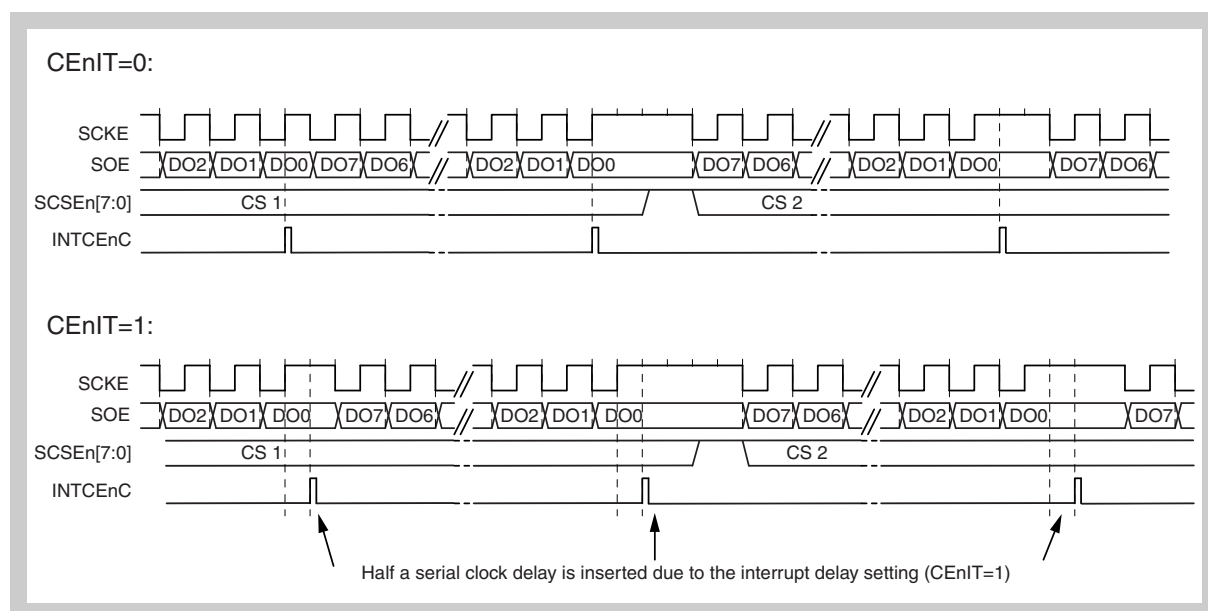 CEnIT=0:
SCKE
SOE DO2 DO1 DO0 DO7 DO6 DO2 DO1 DO0 DO7 DO6 DO2 DO1 DO0 DO7 DO6
SCSEn[7:0] CS 1 CS 2
INTCEnC
CEnIT=1:
SCKE
SOE DO2 DO1 DO0 DO7 DO6 DO2 DO1 DO0 DO7 DO6 DO2 DO1 DO0 DO7
SCSEn[7:0] CS 1 CS 2
INTCEnC
Half a serial clock delay is inserted due to the interrupt delay setting (CEnIT=1)